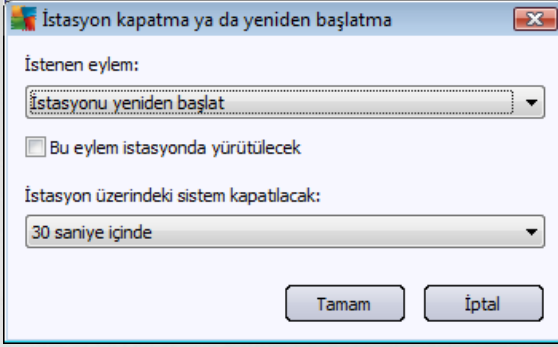 İstasyon kapatma ya da yeniden başlatma
İstenen eylem:
İstasyonu yeniden başlat
Bu eylem istasyonda yürütülecek
İstasyon üzerindeki sistem kapatılacak:
30 saniye içinde
Tamam
İptal